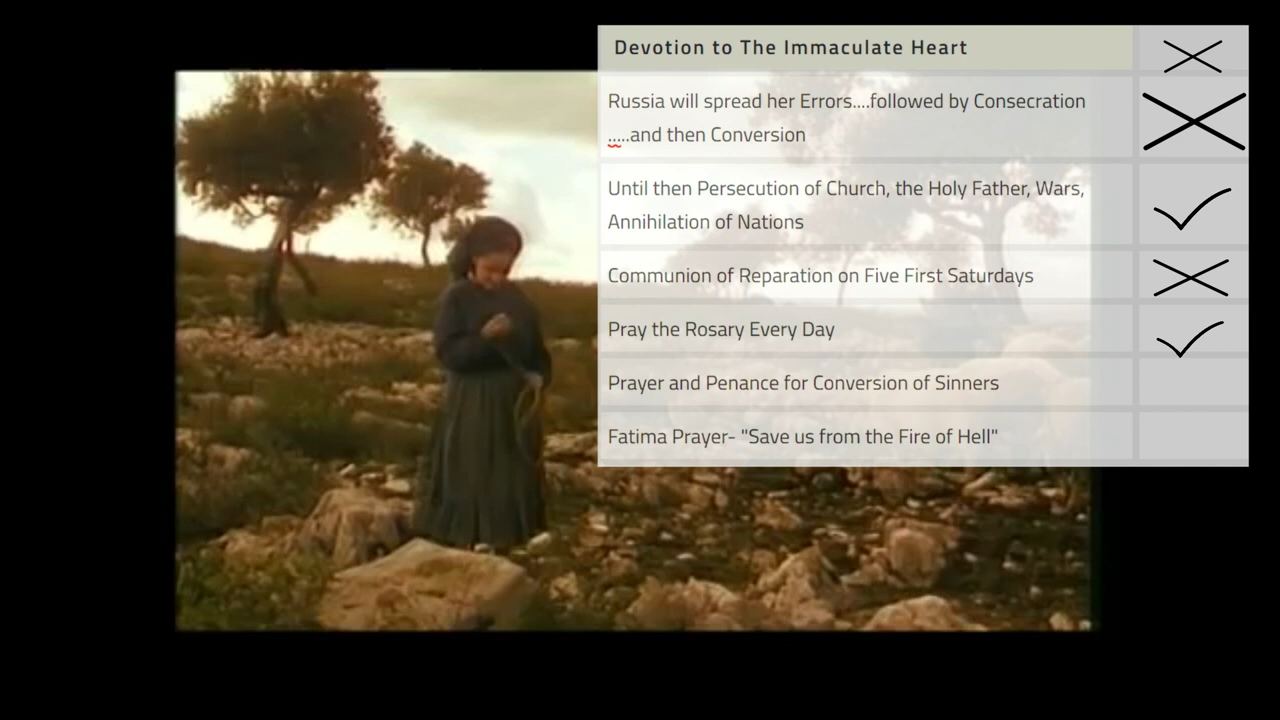 Devotion to The Immaculate Heart
Russia will spread her Errors....followed by Consecration
.....and then Conversion
Until then Persecution of Church, the Holy Father, Wars,
Annihilation of Nations
Communion of Reparation on Five First Saturdays
Pray the Rosary Every Day
Prayer and Penance for Conversion of Sinners
Fatima Prayer- "Save us from the Fire of Hell"